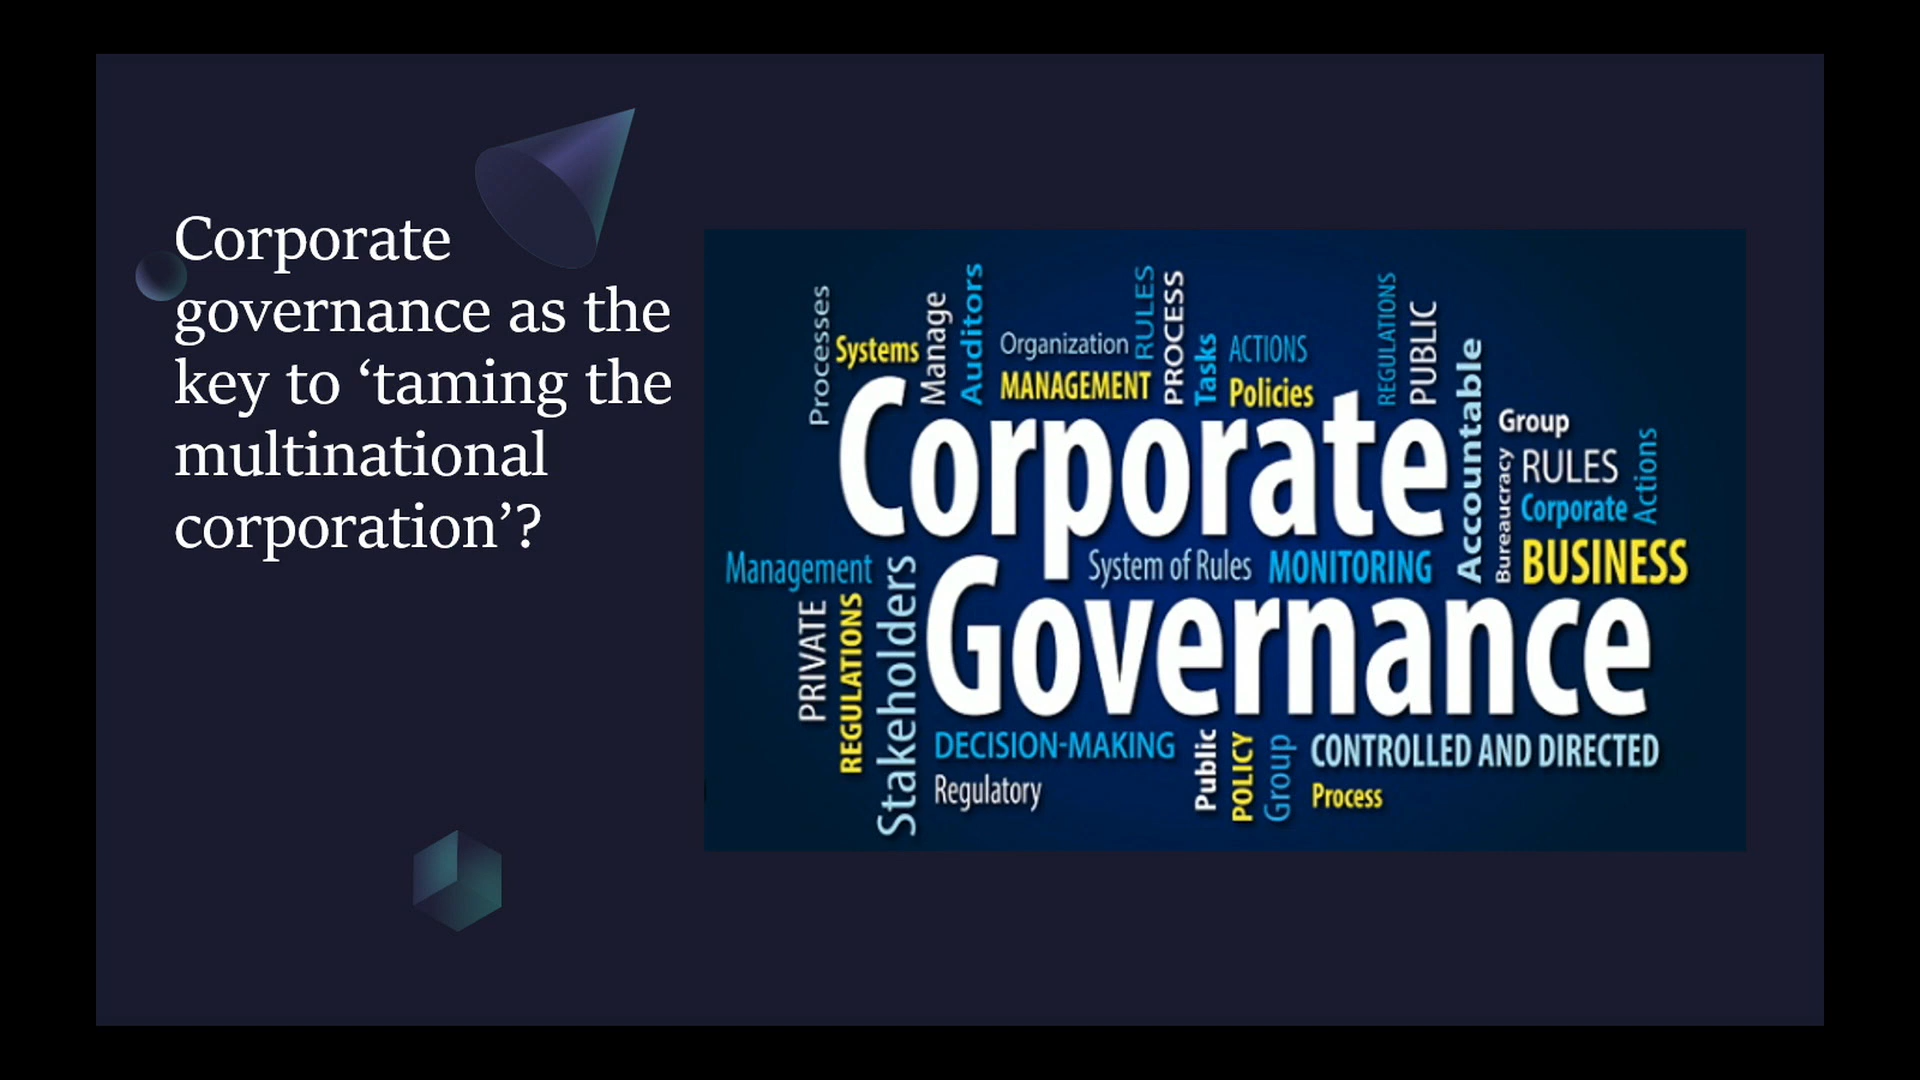 Corporate
governance as the
key to ‘taming the
multinational
corporation’?
Processes
Systems
Manage
Auditors
Organization
MANAGEMENT
RULES
PROCESS
Tasks
ACTIONS
Policies
REGULATIONS
PUBLIC
Accountable
Group
RULES
Bureaucracy
Corporate
Actions
BUSINESS
Corporate
Management
System of Rules
MONITORING
Governance
PRIVATE
REGULATIONS
Stakeholders
DECISION-MAKING
Regulatory
Public
POLICY
Group
CONTROLLED AND DIRECTED
Process